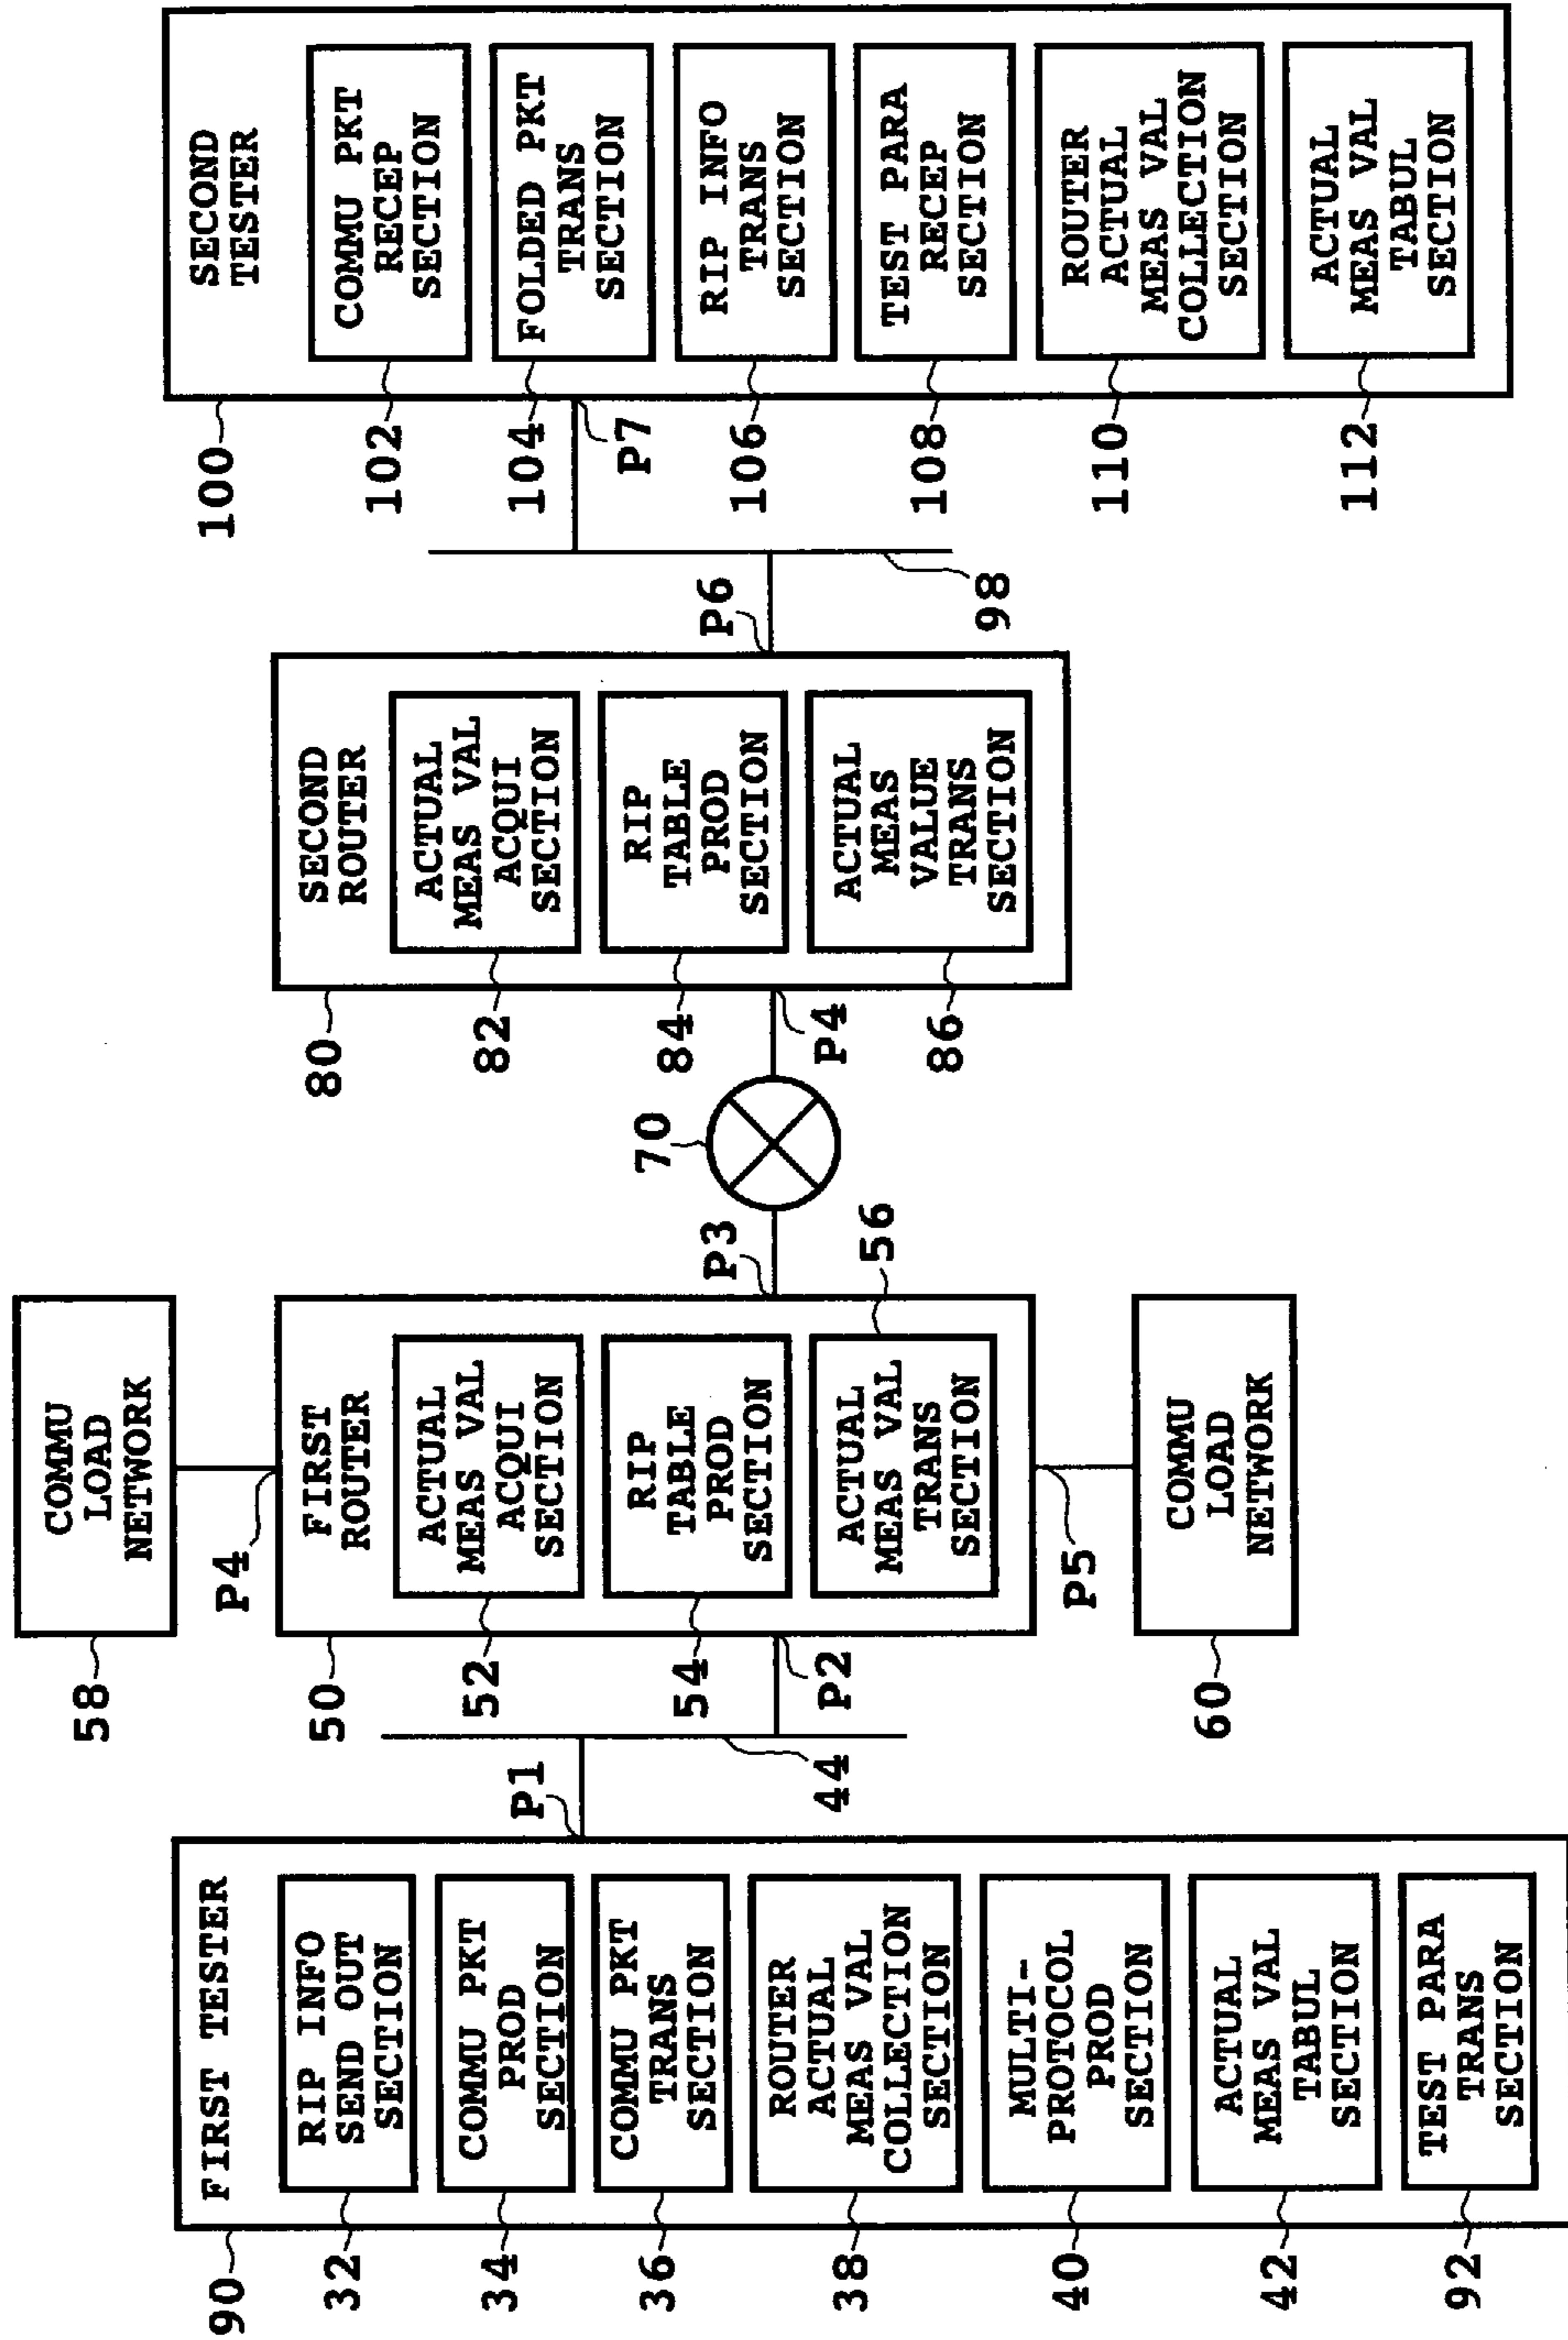 90
FIRST TESTER
32
RIP INFO
SEND OUT
SECTION
34
COMMU PKT
PROD
SECTION
36
COMMU PKT
TRANS
SECTION
38
ROUTER
ACTUAL
MEAS VAL
COLLECTION
SECTION
40
MULTI-
PROTOCOL
PROD
SECTION
42
ACTUAL
MEAS VAL
TABUL
SECTION
92
TEST PARA
TRANS
SECTION
P1
44
P2
58
COMMU
LOAD
NETWORK
P4
50
FIRST
ROUTER
52
ACTUAL
MEAS VAL
ACQUI
SECTION
54
RIP
TABLE
PROD
SECTION
56
ACTUAL
MEAS VAL
TRANS
SECTION
P5
60
COMMU
LOAD
NETWORK
P3
70
P4
80
SECOND
ROUTER
82
ACTUAL
MEAS VAL
ACQUI
SECTION
84
RIP
TABLE
PROD
SECTION
86
ACTUAL
MEAS
VALUE
TRANS
SECTION
P6
98
P7
100
SECOND
TESTER
102
COMMU PKT
RECEP
SECTION
104
FOLDED PKT
TRANS
SECTION
106
RIP INFO
TRANS
SECTION
108
TEST PARA
RECEP
SECTION
110
ROUTER
ACTUAL
MEAS VAL
COLLECTION
SECTION
112
ACTUAL
MEAS VAL
TABUL
SECTION